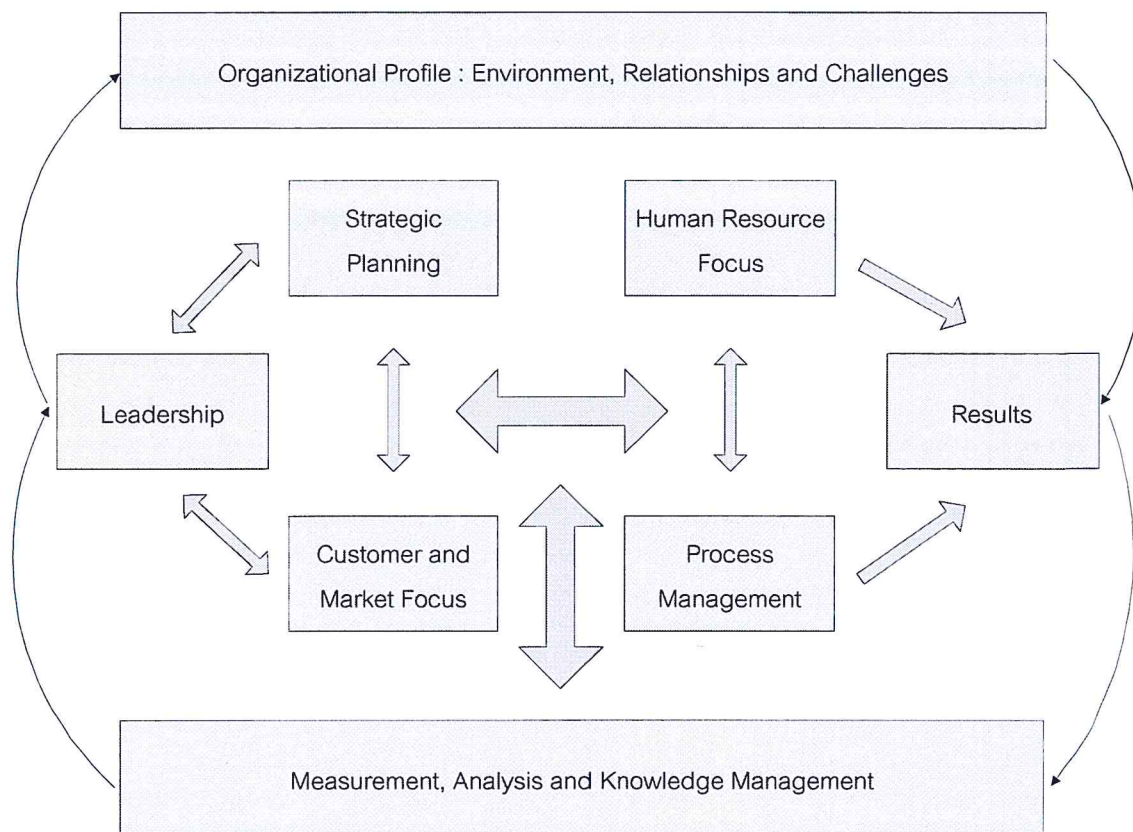 Organizational Profile : Environment, Relationships and Challenges
Strategic
Planning
Human Resource
Focus
Leadership
Results
Customer and
Market Focus
Process
Management
Measurement, Analysis and Knowledge Management